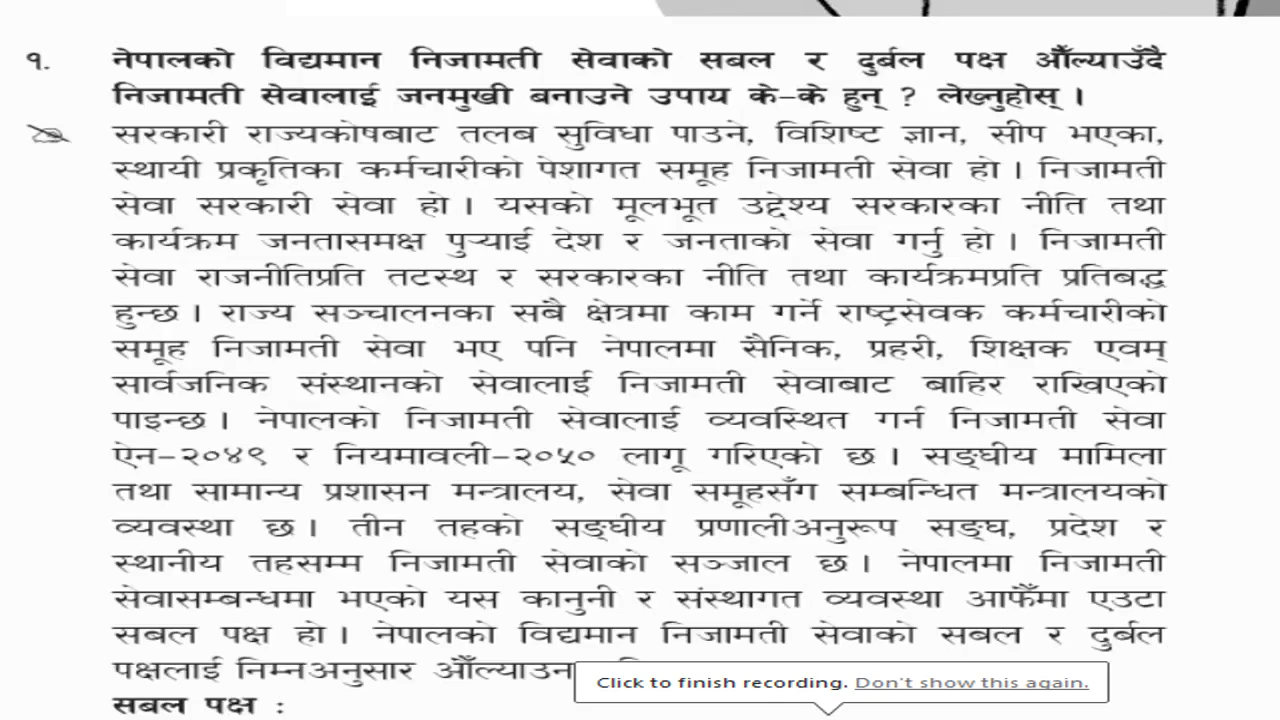 १. नेपालको विद्यमान निजामती सेवाको सबल र दुर्बल पक्ष औँल्याउँदै
निजामती सेवालाई जनमुखी बनाउने उपाय के-के हुन् ? लेख्नुहोस् ।
सरकारी राज्यकोषबाट तलब सुविधा पाउने, विशिष्ट ज्ञान, सीप भएका,
स्थायी प्रकृतिका कर्मचारीको पेशागत समूह निजामती सेवा हो । निजामती
सेवा सरकारी सेवा हो । यसको मूलभूत उद्देश्य सरकारका नीति तथा
कार्यक्रम जनतासमक्ष पुर्‍याई देश र जनताको सेवा गर्नु हो । निजामती
सेवा राजनीतिप्रति तटस्थ र सरकारका नीति तथा कार्यक्रमप्रति प्रतिबद्ध
हुन्छ । राज्य सञ्चालनका सबै क्षेत्रमा काम गर्ने राष्ट्रसेवक कर्मचारीको
समूह निजामती सेवा भए पनि नेपालमा सैनिक, प्रहरी, शिक्षक एवम्
सार्वजनिक संस्थानको सेवालाई निजामती सेवाबाट बाहिर राखिएको
पाइन्छ । नेपालको निजामती सेवालाई व्यवस्थित गर्न निजामती सेवा
ऐन-२०४९ र नियमावली-२०५० लागू गरिएको छ । सङ्घीय मामिला
तथा सामान्य प्रशासन मन्त्रालय, सेवा समूहसँग सम्बन्धित मन्त्रालयको
व्यवस्था छ । तीन तहको सङ्घीय प्रणालीअनुरूप सङ्घ, प्रदेश र
स्थानीय तहसम्म निजामती सेवाको सञ्जाल छ । नेपालमा निजामती
सेवासम्बन्धमा भएको यस कानुनी र संस्थागत व्यवस्था आफैँमा एउटा
सबल पक्ष हो । नेपालको विद्यमान निजामती सेवाको सबल र दुर्बल
पक्षलाई निम्नअनुसार औँल्याउन
Click to finish recording. Don't show this again.
सबल पक्ष :